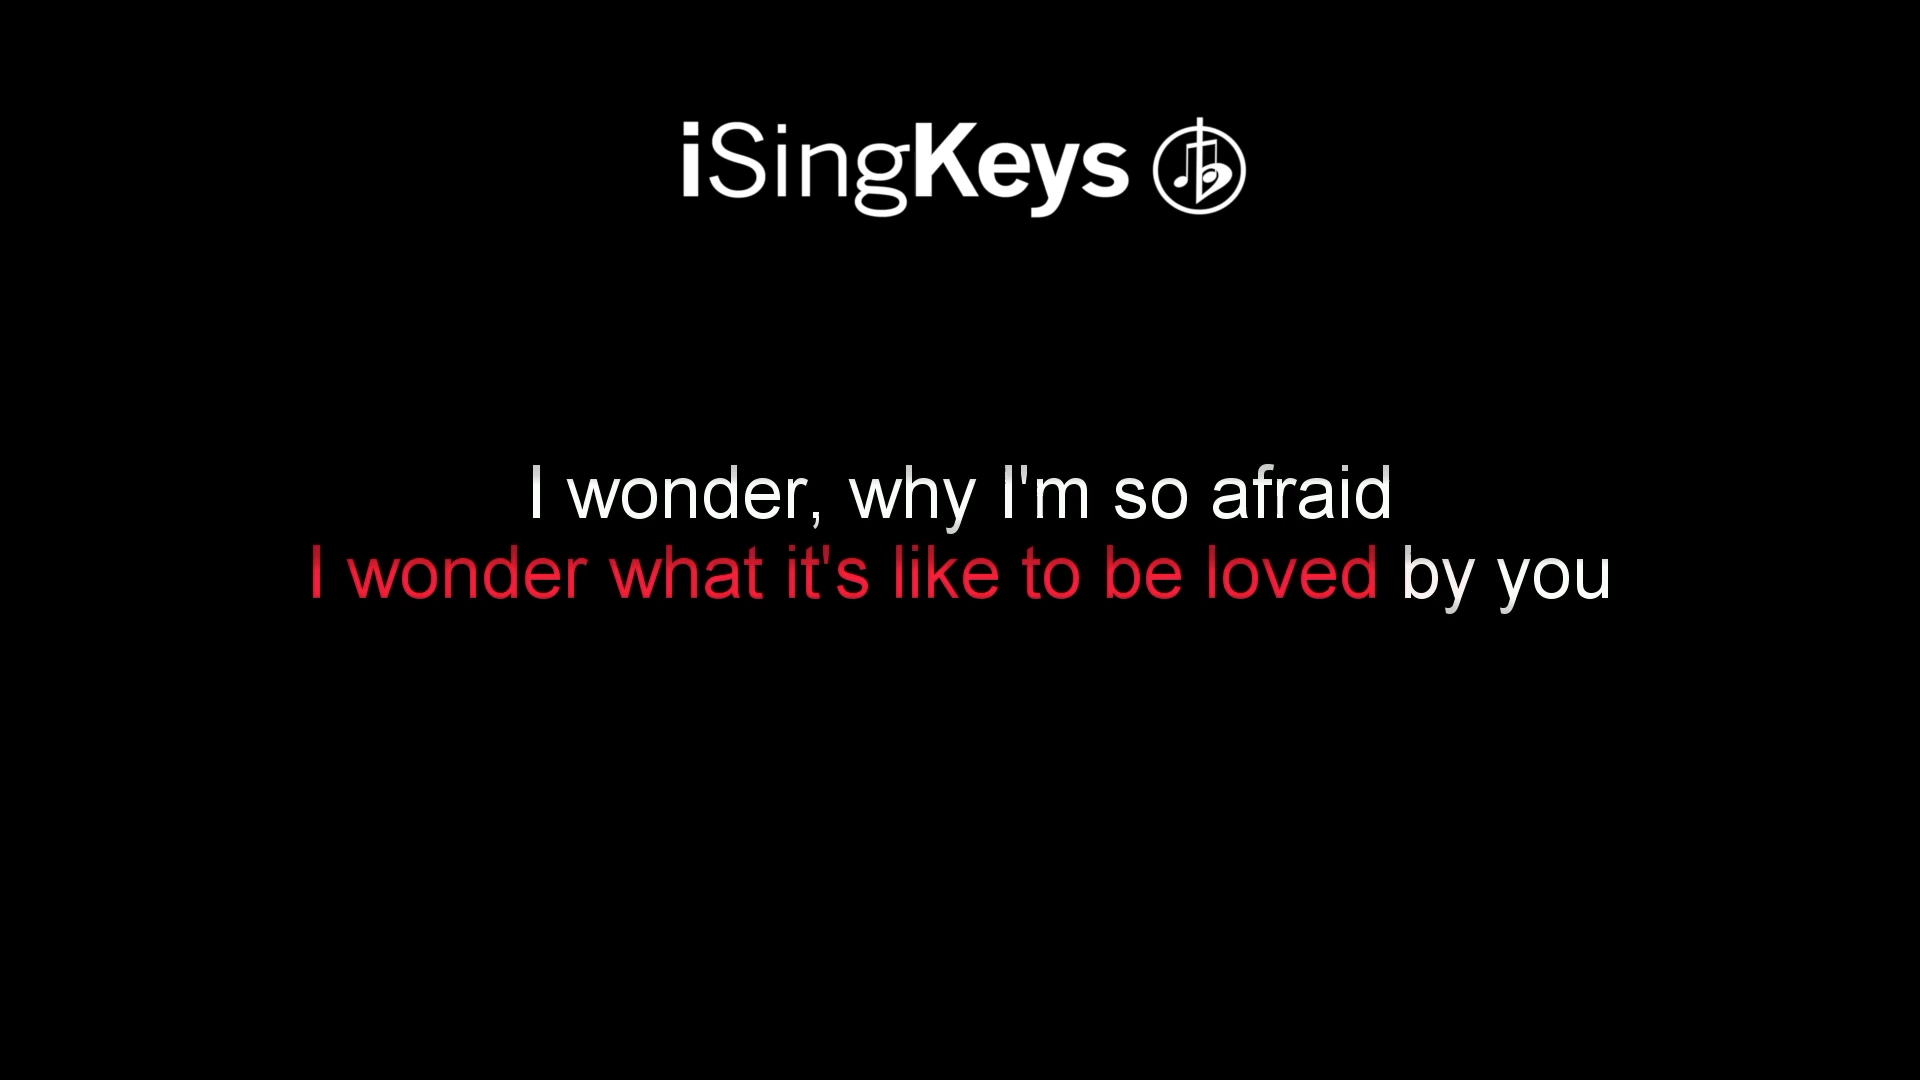 iSingKeys
I wonder, why I'm so afraid
I wonder what it's like to be loved by you